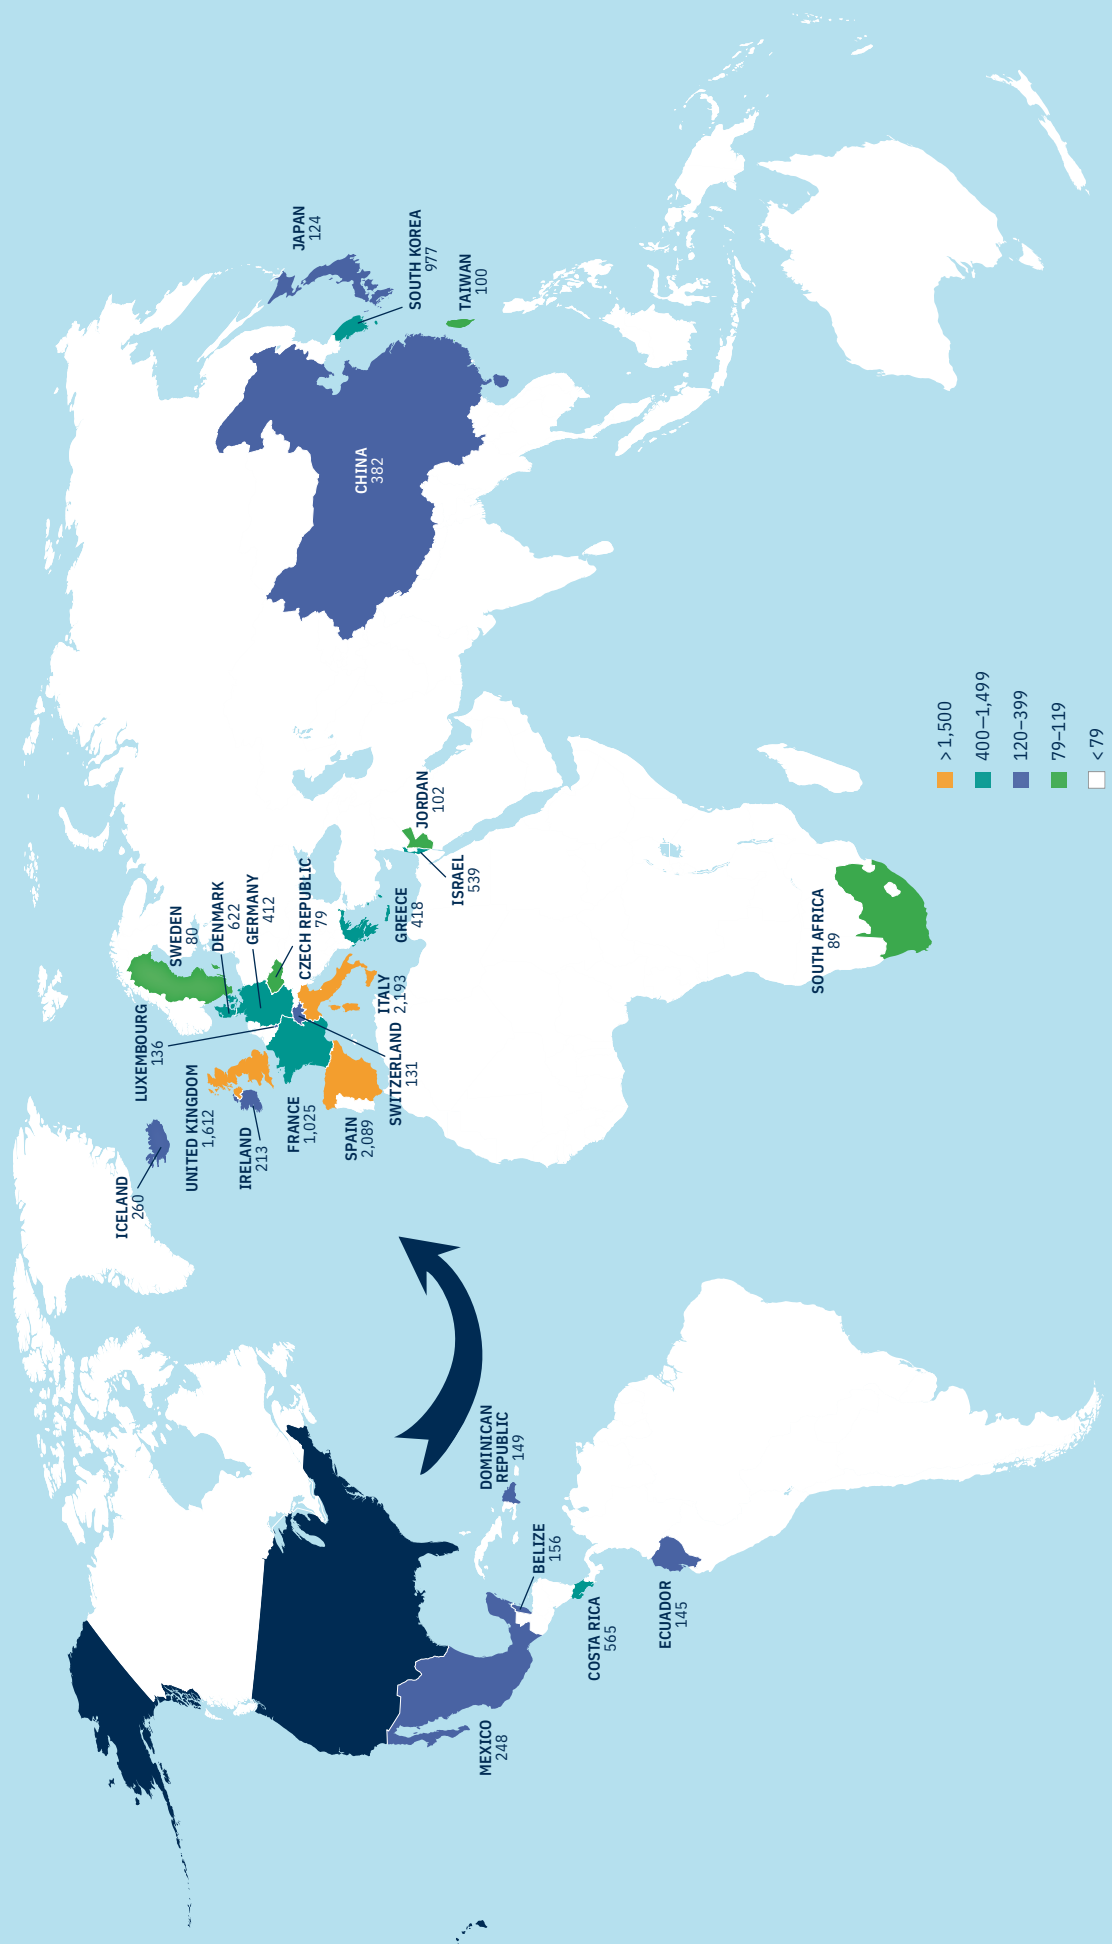 ICELAND
260
LUXEMBOURG
136
SWEDEN
80
UNITED KINGDOM
1,612
DENMARK
622
IRELAND
213
GERMANY
412
FRANCE
1,025
CZECH REPUBLIC
79
SPAIN
2,089
ITALY
2,193
SWITZERLAND
131
GREECE
418
JORDAN
102
ISRAEL
539
JAPAN
124
SOUTH KOREA
977
TAIWAN
100
CHINA
382
MEXICO
248
DOMINICAN
REPUBLIC
149
BELIZE
156
COSTA RICA
565
ECUADOR
145
SOUTH AFRICA
89
> 1,500
400–1,499
120–399
79–119
< 79